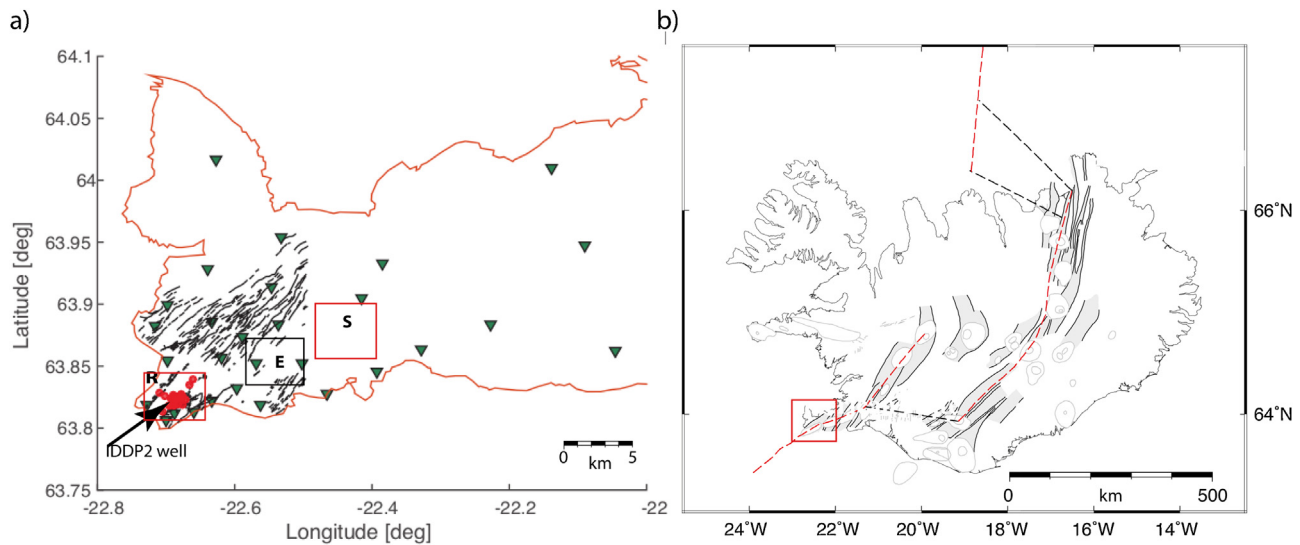 a)
64.1
64.05
64
63.95
63.9
63.85
63.8
63.75
Latitude [deg]
S
E
R
IDDP2 well
0 5
km
-22.8 -22.6 -22.4 -22.2 -22
Longitude [deg]
b)
66˚N
64˚N
0 500
km
24˚W 22˚W 20˚W 18˚W 16˚W 14˚W